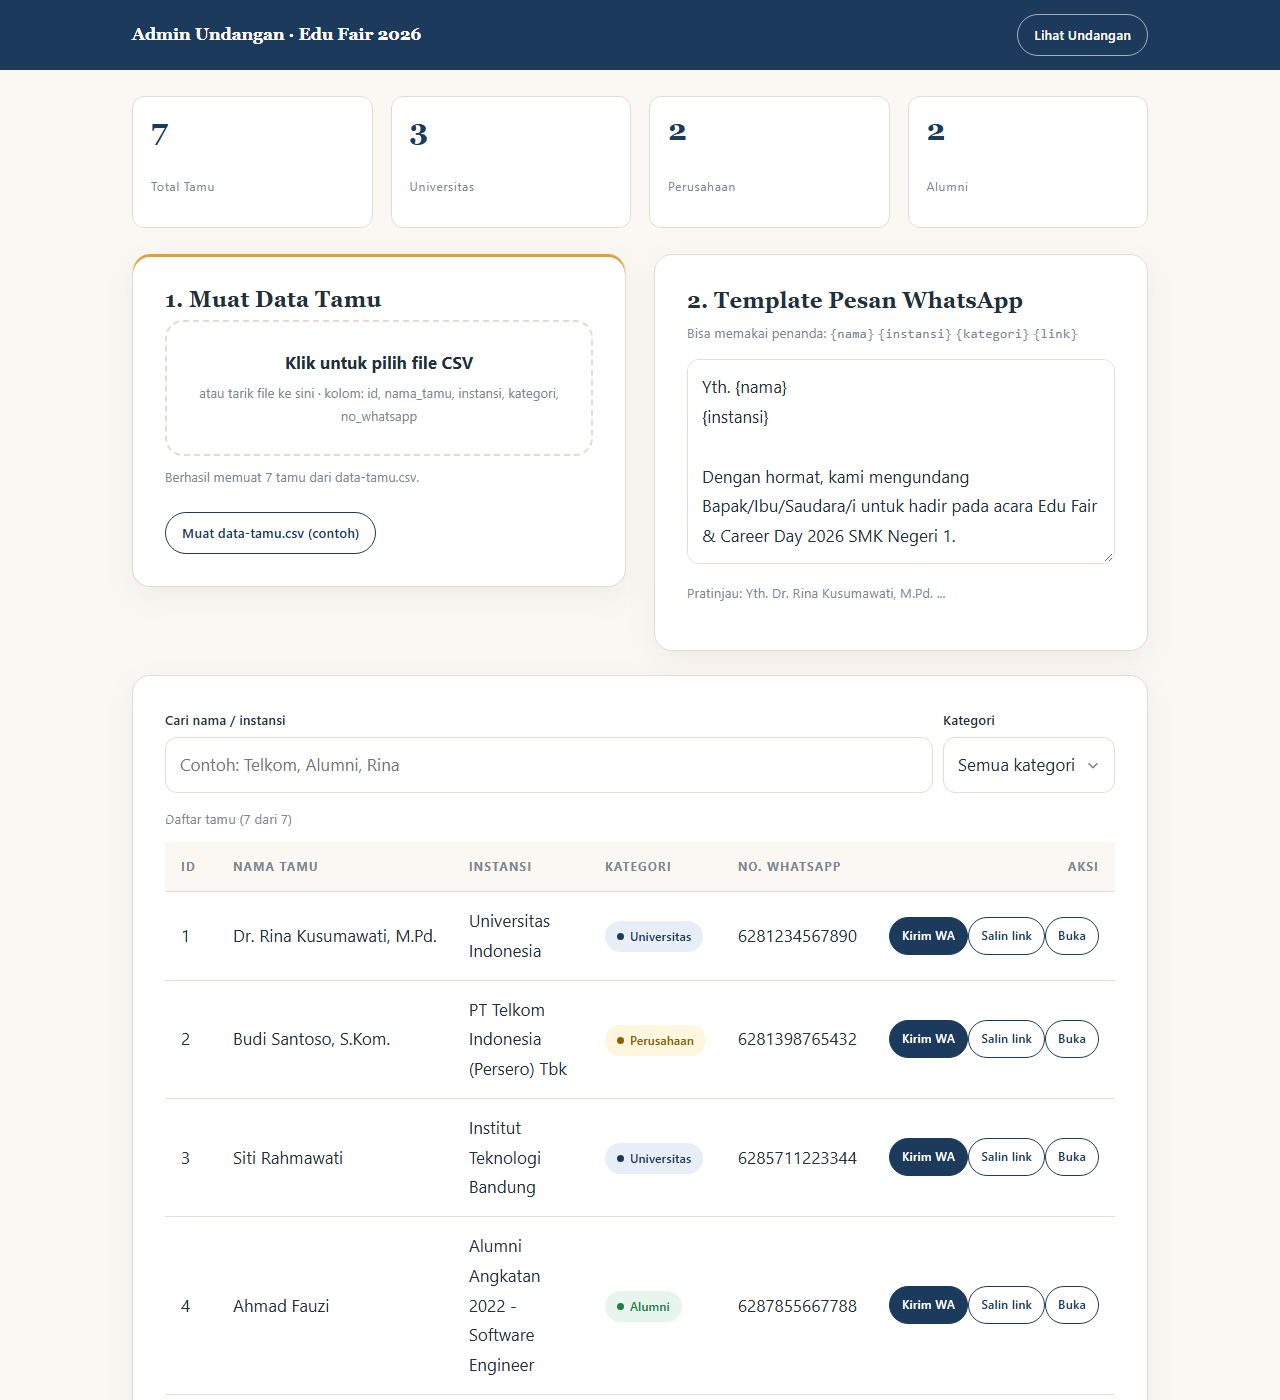 Admin Undangan · Edu Fair 2026
Lihat Undangan
7
Total Tamu
3
Universitas
2
Perusahaan
2
Alumni
1. Muat Data Tamu
Klik untuk pilih file CSV
atau tarik file ke sini · kolom: id, nama_tamu, instansi, kategori,
no_whatsapp
Berhasil memuat 7 tamu dari data-tamu.csv.
Muat data-tamu.csv (contoh)
2. Template Pesan WhatsApp
Bisa memakai penanda: {nama} {instansi} {kategori} {link}
Yth. {nama}
{instansi}
Dengan hormat, kami mengundang
Bapak/Ibu/Saudara/i untuk hadir pada acara Edu Fair
& Career Day 2026 SMK Negeri 1.
Pratinjau: Yth. Dr. Rina Kusumawati, M.Pd. ...
Cari nama / instansi
Contoh: Telkom, Alumni, Rina
Kategori
Semua kategori
Daftar tamu (7 dari 7)
ID NAMA TAMU INSTANSI KATEGORI NO. WHATSAPP AKSI
1 Dr. Rina Kusumawati, M.Pd. Universitas Indonesia Universitas 6281234567890 Kirim WA Salin link Buka
2 Budi Santoso, S.Kom. PT Telkom Indonesia (Persero) Tbk Perusahaan 6281398765432 Kirim WA Salin link Buka
3 Siti Rahmawati Institut Teknologi Bandung Universitas 6285711223344 Kirim WA Salin link Buka
4 Ahmad Fauzi Alumni Angkatan 2022 - Software Engineer Alumni 6287855667788 Kirim WA Salin link Buka